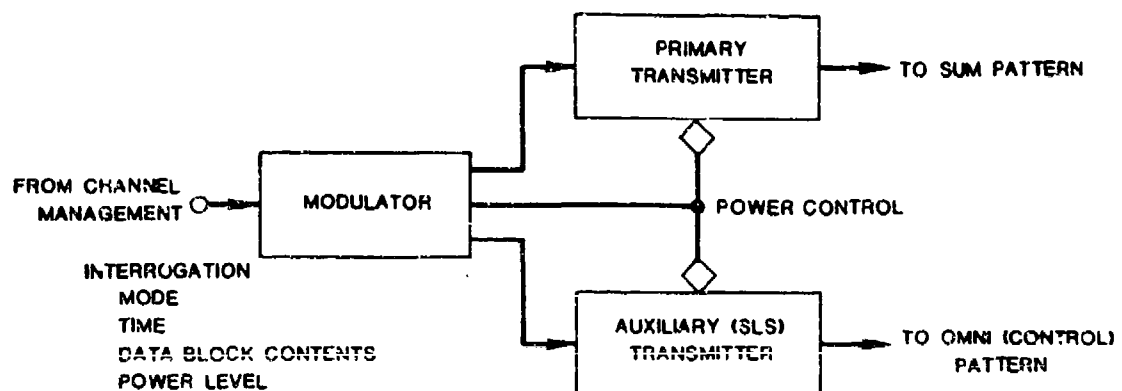 PRIMARY
TRANSMITTER
TO SUM PATTERN
FROM CHANNEL
MANAGEMENT
MODULATOR
POWER CONTROL
INTERROGATION
MODE
TIME
DATA BLOCK CONTENTS
POWER LEVEL
AUXILIARY (SLS)
TRANSMITTER
TO OMNI (CONTROL)
PATTERN